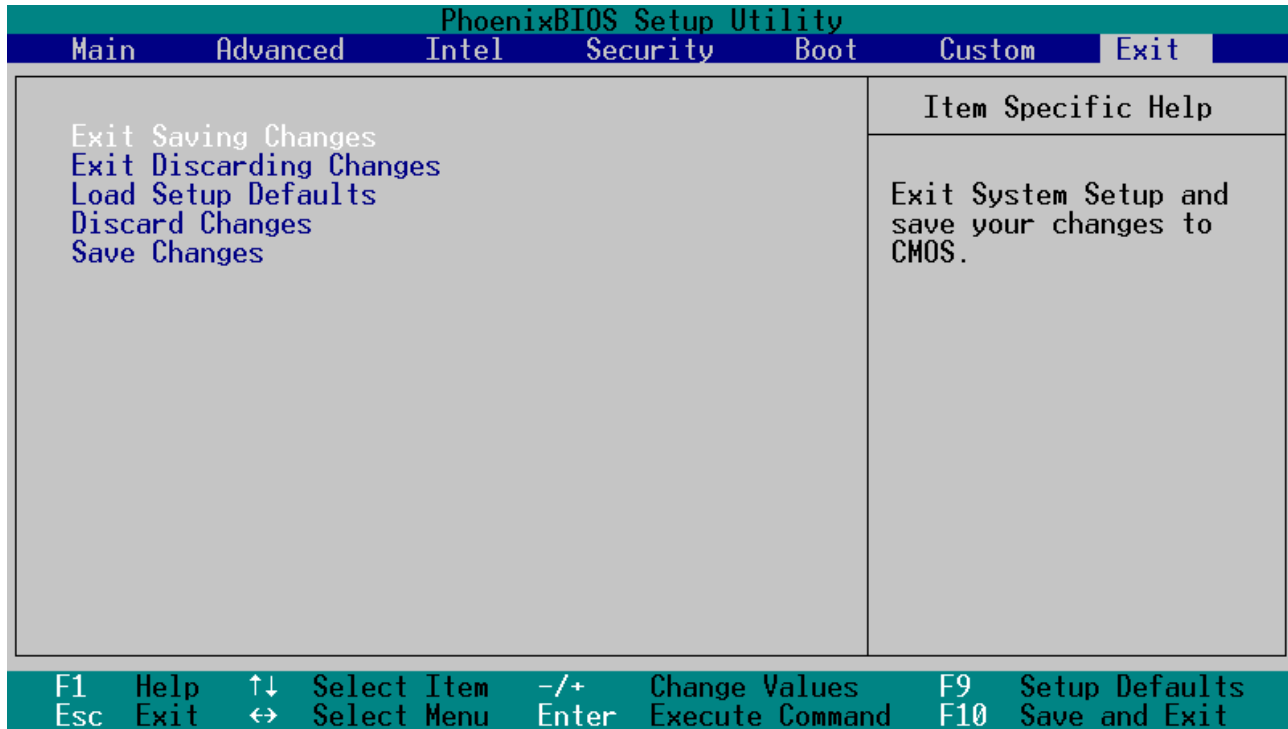 PhoenixBIOS Setup Utility
Main Advanced Intel Security Boot Custom Exit
Exit Saving Changes
Exit Discarding Changes
Load Setup Defaults
Discard Changes
Save Changes
Item Specific Help
Exit System Setup and
save your changes to
CMOS.
F1 Help ↑↓ Select Item -/+ Change Values F9 Setup Defaults
Esc Exit ↔ Select Menu Enter Execute Command F10 Save and Exit